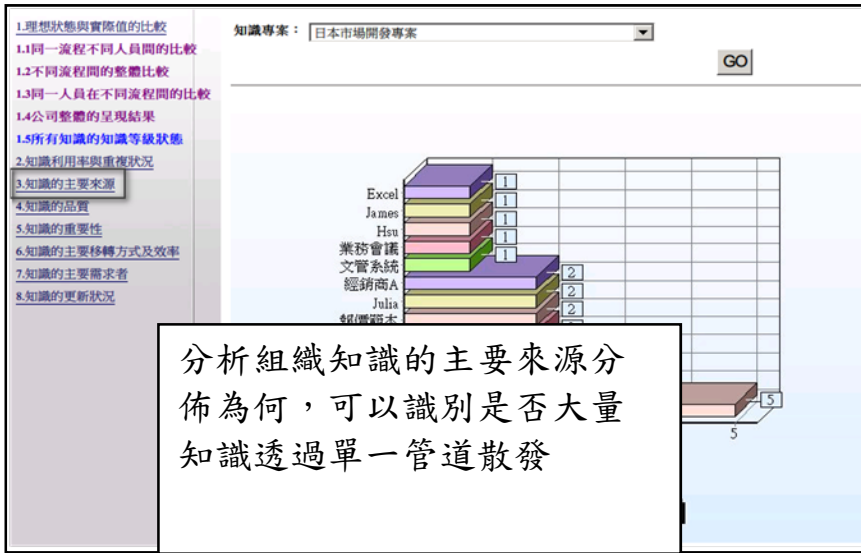 1.理想狀態與實際值的比較
1.1同一流程不同人員間的比較
1.2不同流程間的整體比較
1.3同一人員在不同流程間的比較
1.4公司整體的呈現結果
1.5所有知識的知識等級狀態
2.知識利用率與重複狀況
3.知識的主要來源
4.知識的品質
5.知識的重要性
6.知識的主要移轉方式及效率
7.知識的主要需求者
8.知識的更新狀況
知識專案：
日本市場開發專案
GO
Excel
1
James
1
Hsu
1
業務會議
1
文管系統
1
經銷商A
2
Julia
2
報價範本
5
5
分析組織知識的主要來源分
佈為何，可以識別是否大量
知識透過單一管道散發